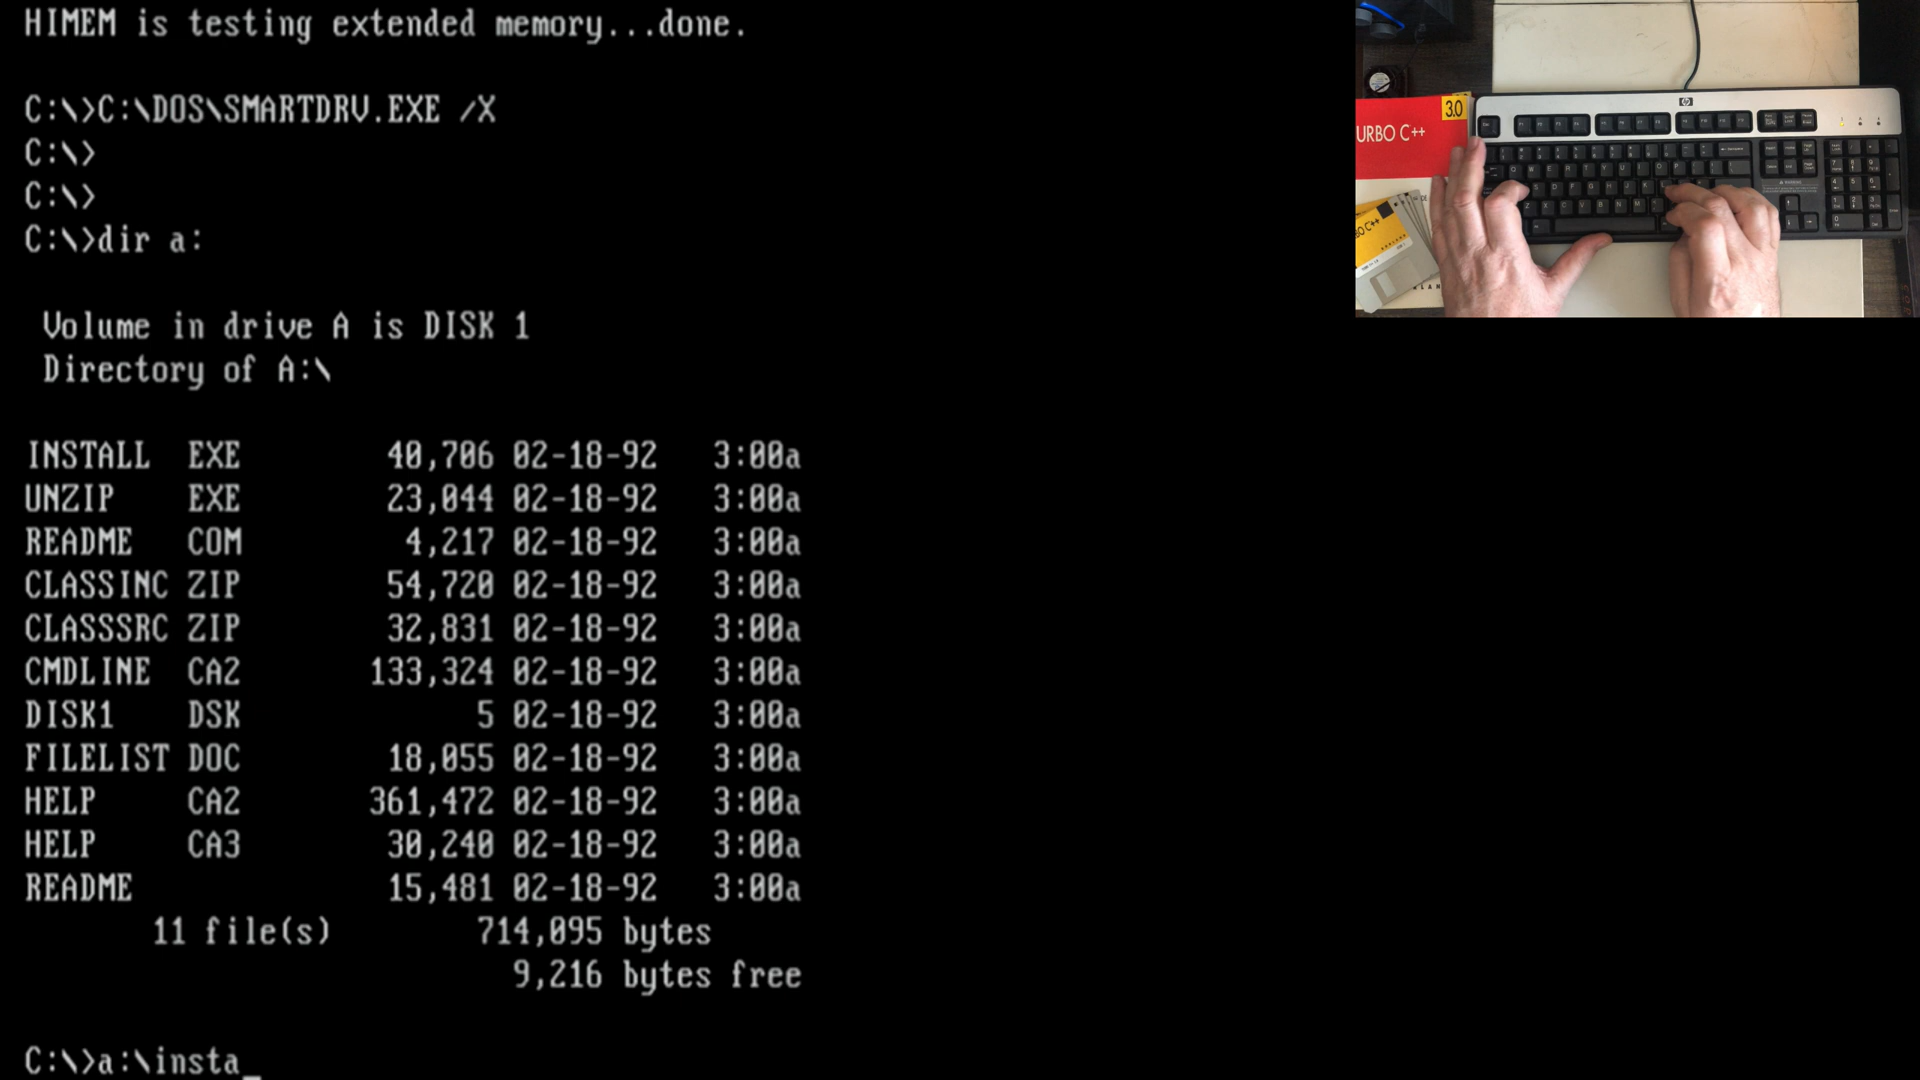 HIMEM is testing extended memory...done.
C:\>C:\DOS\SMARTDRV.EXE /X
C:\>
C:\>
C:\>dir a:
Volume in drive A is DISK 1
Directory of A:\
INSTALL EXE 40,706 02-18-92 3:00a
UNZIP EXE 23,044 02-18-92 3:00a
README COM 4,217 02-18-92 3:00a
CLASSINC ZIP 54,720 02-18-92 3:00a
CLASSSRC ZIP 32,831 02-18-92 3:00a
CMDLINE CA2 133,324 02-18-92 3:00a
DISK1 DSK 5 02-18-92 3:00a
FILELIST DOC 18,055 02-18-92 3:00a
HELP CA2 361,472 02-18-92 3:00a
HELP CA3 30,240 02-18-92 3:00a
README 15,481 02-18-92 3:00a
11 file(s) 714,095 bytes
9,216 bytes free
C:\>a:\insta_
3.0
URBO C++
BO C++